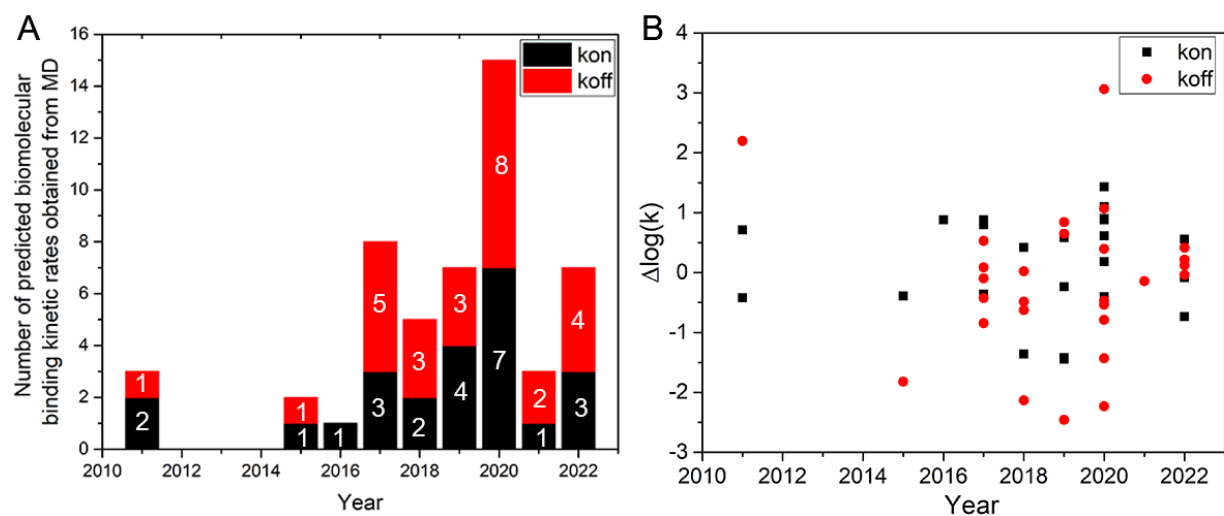 A
Number of predicted biomolecular
binding kinetic rates obtained from MD
16
14
12
10
8
6
4
2
0
kon
koff
1
2
1
1
1
5
3
3
2
3
4
8
7
2
1
4
3
2010 2012 2014 2016 2018 2020 2022
Year
B
Δlog(k)
4
3
2
1
0
-1
-2
-3
kon
koff
2010 2012 2014 2016 2018 2020 2022
Year